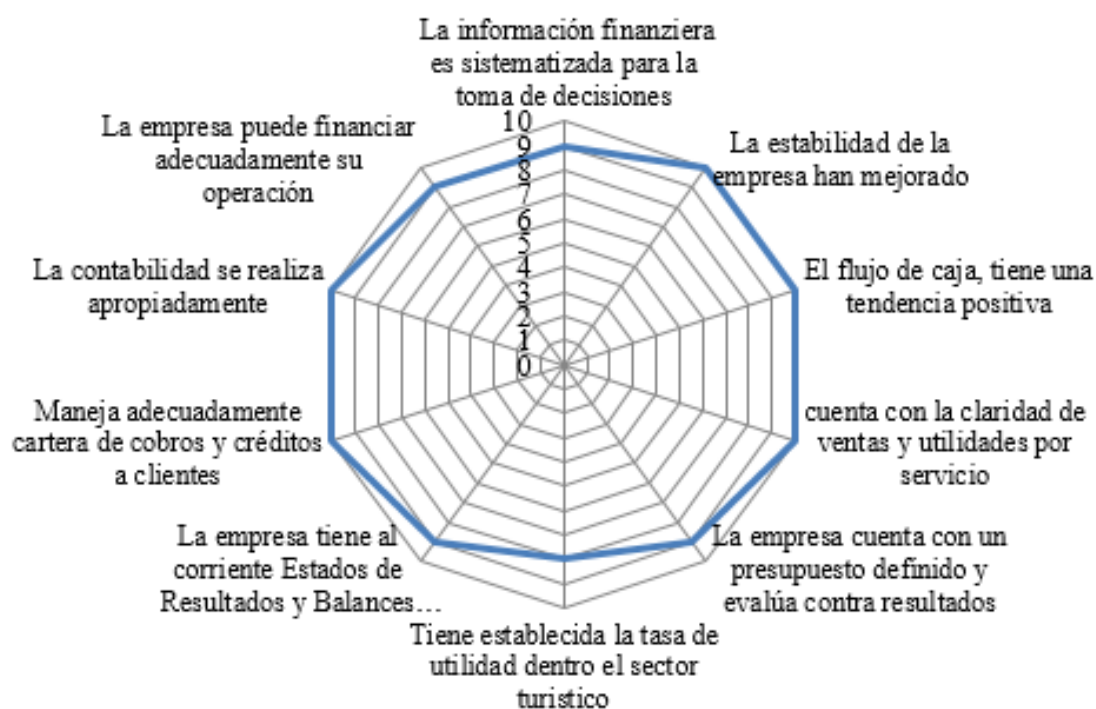 La información finanziera
es sistematizada para la
toma de decisiones
La estabilidad de la
empresa han mejorado
El flujo de caja, tiene una
tendencia positiva
cuenta con la claridad de
ventas y utilidades por
servicio
La empresa cuenta con un
presupuesto definido y
evalúa contra resultados
Tiene establecida la tasa de
utilidad dentro el sector
turistico
La empresa tiene al
corriente Estados de
Resultados y Balances…
Maneja adecuadamente
cartera de cobros y créditos
a clientes
La contabilidad se realiza
apropiadamente
La empresa puede financiar
adecuadamente su
operación
10
9
8
7
6
5
4
3
2
1
0